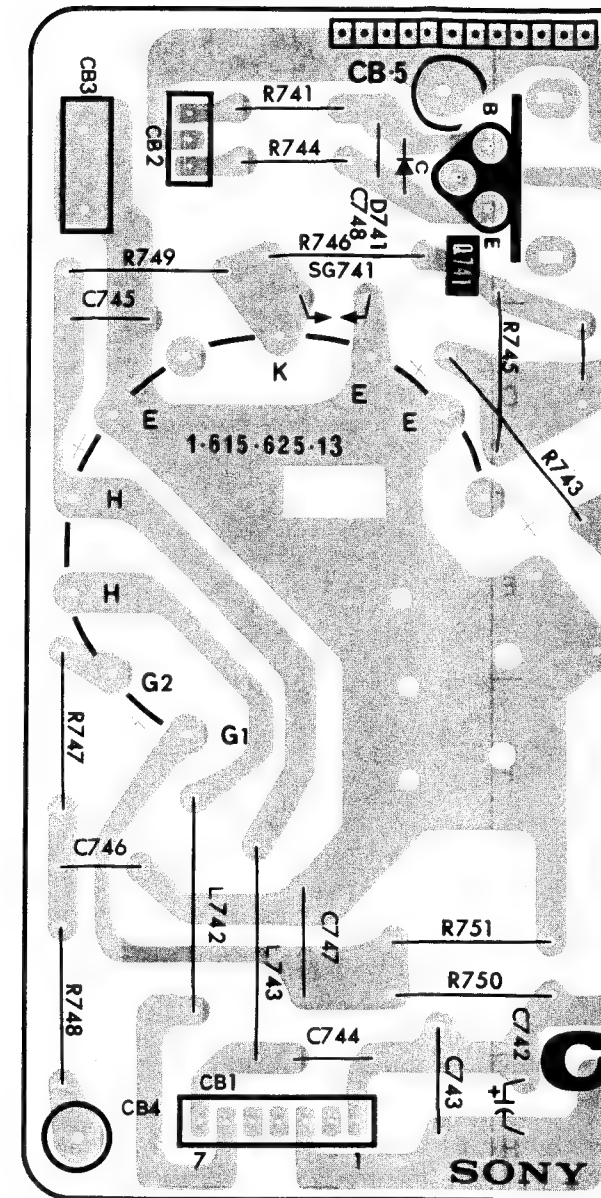 CB·5
CB3
R741
CB2
B
R744
C
D741
C748
E
R746
Q741
R749
SG741
C745
R745
K
E
E
E
1-615-625-13
R743
H
H
G2
R747
G1
C746
L742
C747
R751
L743
R750
R748
C744
C742
C
CB1
C743
+
CB4
7
1
SONY